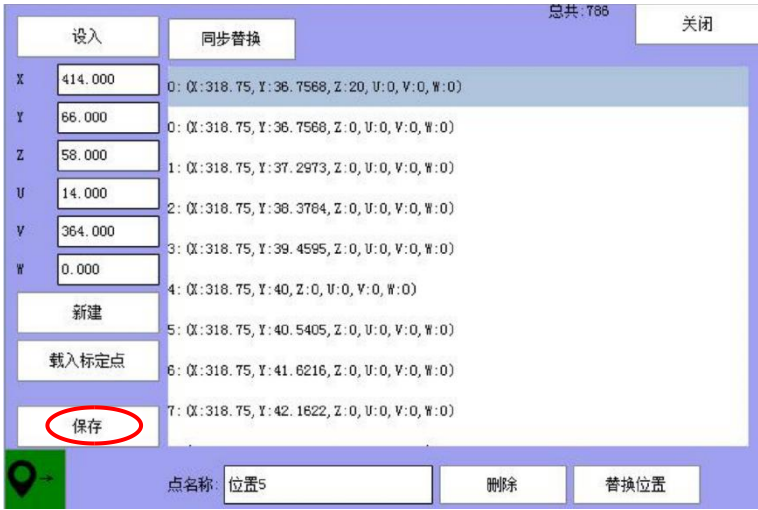 总共:786
设入
同步替换
关闭
X 414.000
Y 66.000
Z 58.000
U 14.000
V 364.000
W 0.000
新建
载入标定点
保存
0: (X:318.75, Y:36.7568, Z:20, U:0, V:0, W:0)
0: (X:318.75, Y:36.7568, Z:0, U:0, V:0, W:0)
1: (X:318.75, Y:37.2973, Z:0, U:0, V:0, W:0)
2: (X:318.75, Y:38.3784, Z:0, U:0, V:0, W:0)
3: (X:318.75, Y:39.4595, Z:0, U:0, V:0, W:0)
4: (X:318.75, Y:40, Z:0, U:0, V:0, W:0)
5: (X:318.75, Y:40.5405, Z:0, U:0, V:0, W:0)
6: (X:318.75, Y:41.6216, Z:0, U:0, V:0, W:0)
7: (X:318.75, Y:42.1622, Z:0, U:0, V:0, W:0)
点名称: 位置5
删除
替换位置